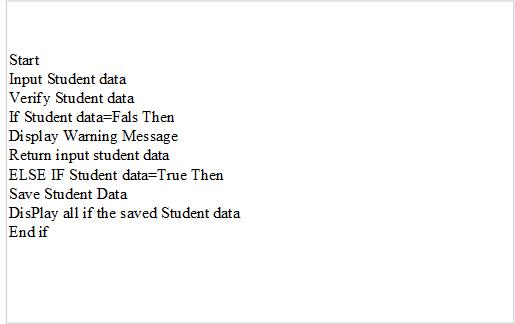 Start
Input Student data
Verify Student data
If Student data=Fals Then
Display Warning Message
Return input student data
ELSE IF Student data=True Then
Save Student Data
DisPlay all if the saved Student data
End if